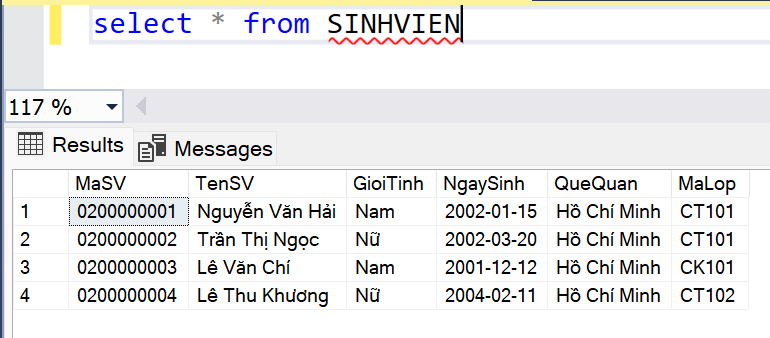 select * from SINHVIEN
117 %
Results Messages
MaSV TenSV GioiTinh NgaySinh QueQuan MaLop
1 0200000001 Nguyễn Văn Hải Nam 2002-01-15 Hồ Chí Minh CT101
2 0200000002 Trần Thị Ngọc Nữ 2002-03-20 Hồ Chí Minh CT101
3 0200000003 Lê Văn Chí Nam 2001-12-12 Hồ Chí Minh CK101
4 0200000004 Lê Thu Khương Nữ 2004-02-11 Hồ Chí Minh CT102